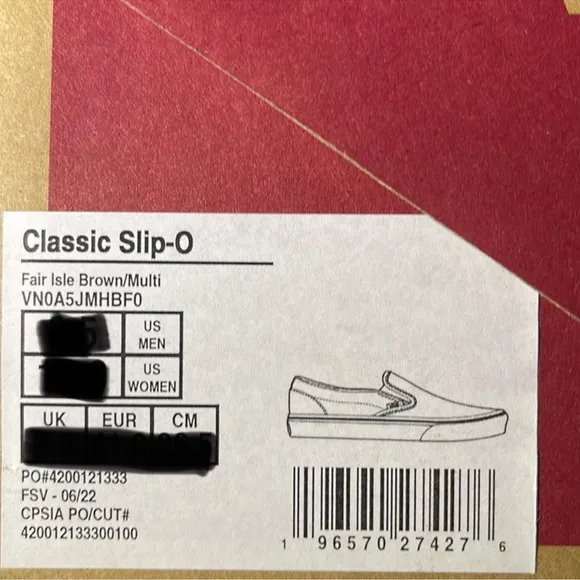 Classic Slip-O
Fair Isle Brown/Multi
VN0A5JMHBF0
US
MEN
US
WOMEN
UK EUR CM
PO#4200121333
FSV - 06/22
CPSIA PO/CUT#
420012133300100
1 96570 27427 6